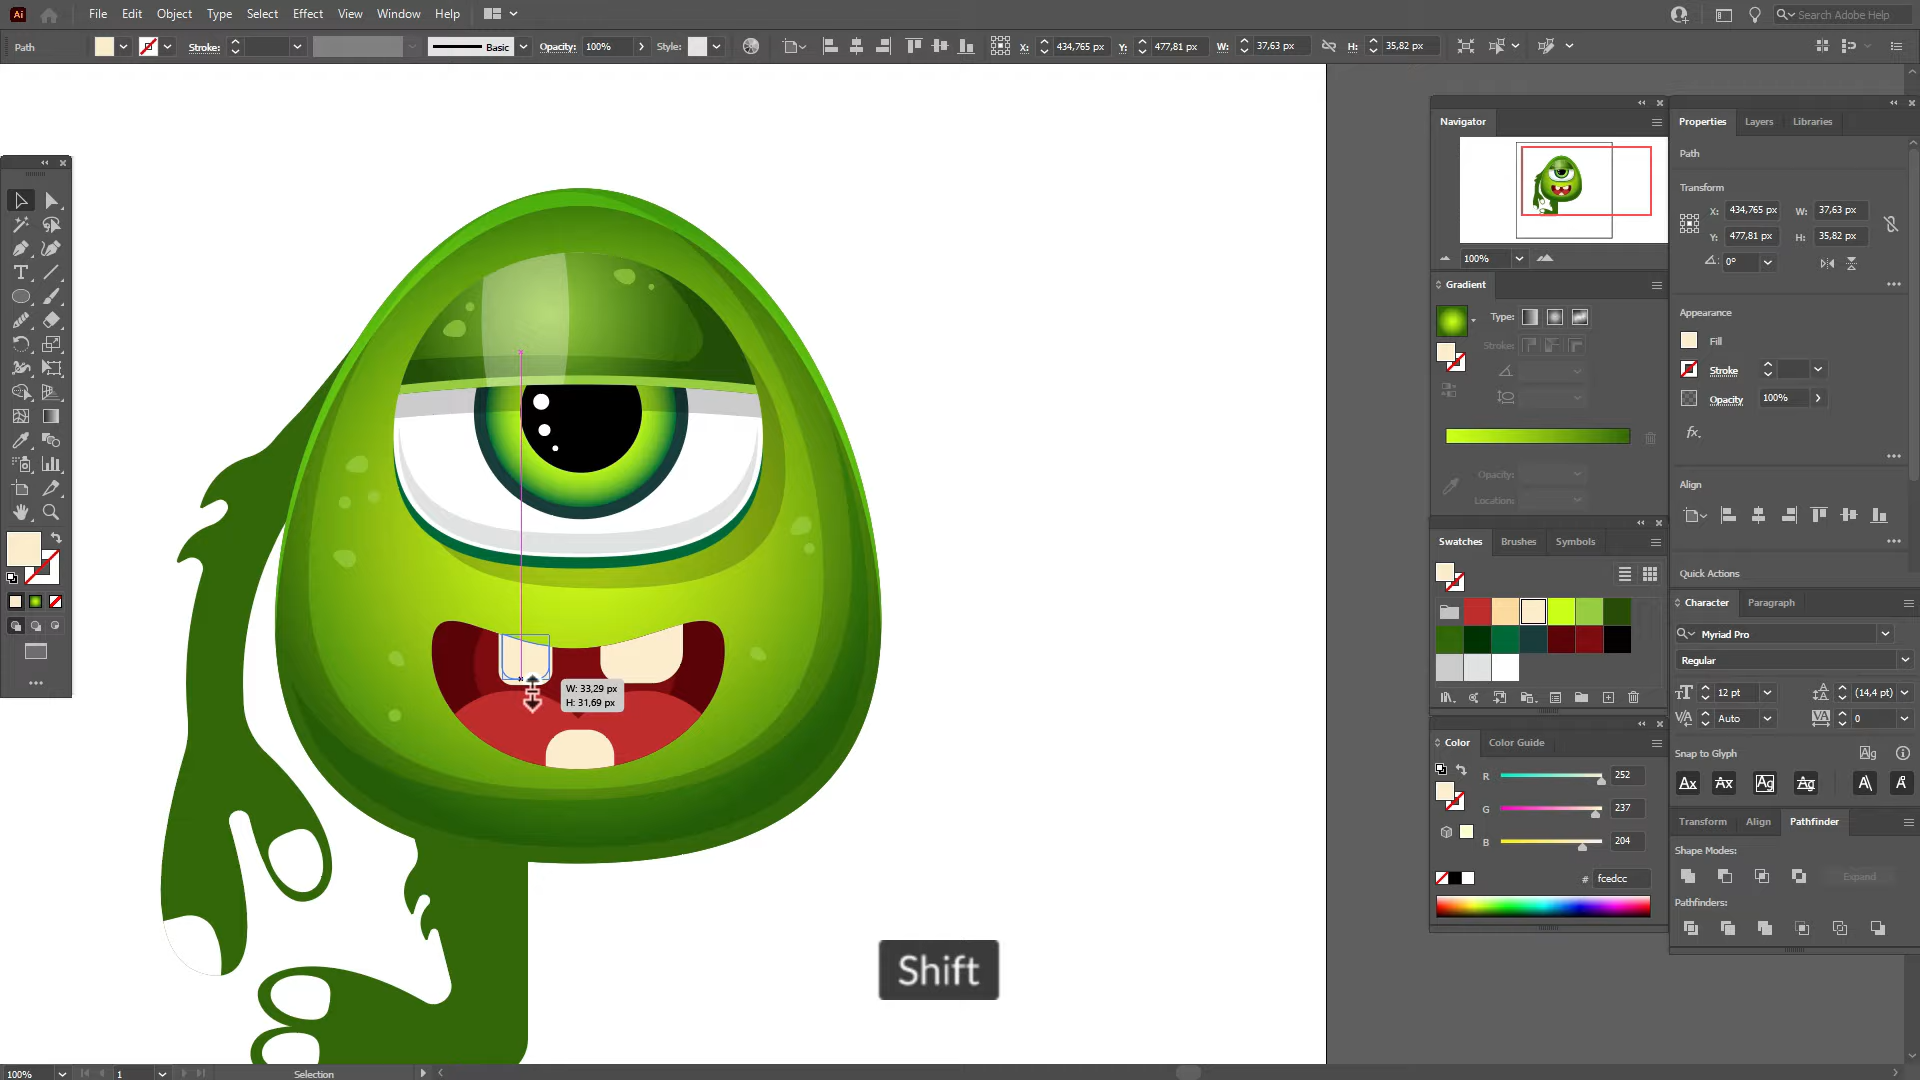 Ai File Edit Object Type Select Effect View Window Help Search Adobe Help
Path Stroke: Basic Opacity: 100% Style: X: 434,765 px Y: 477,81 px W: 37,63 px H: 35,82 px
Navigator
100%
Gradient
Type:
Stroke:
Opacity:
Location:
Swatches Brushes Symbols
Color Color Guide
R 252
G 237
B 204
# fcedcc
Properties Layers Libraries
Path
Transform
X: 434,765 px W: 37,63 px
Y: 477,81 px H: 35,82 px
0°
Appearance
Fill
Stroke
Opacity 100%
fx.
Align
Quick Actions
Character Paragraph
Myriad Pro
Regular
12 pt (14,4 pt)
Auto 0
Snap to Glyph
Transform Align Pathfinder
Shape Modes:
Expand
Pathfinders:
W: 33,29 px
H: 31,69 px
Shift
100% 1 Selection